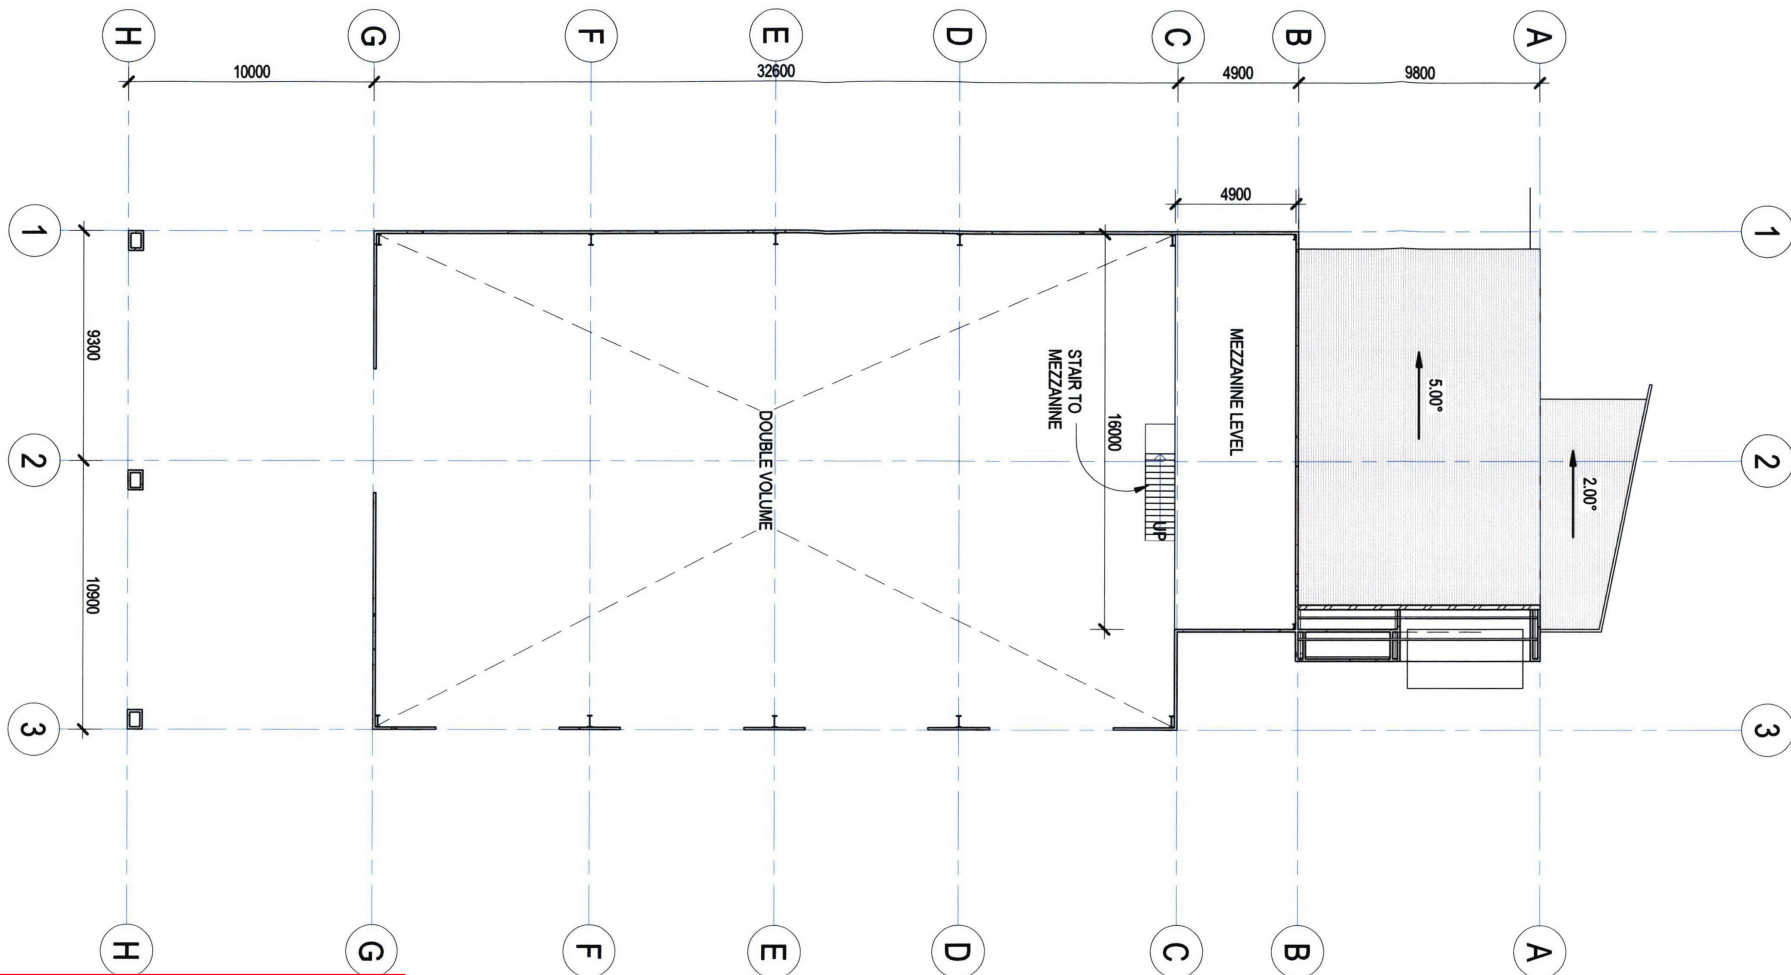 H G F E D C B A
10000 32600 4900 9800
4900
1 1
9300
MEZZANINE LEVEL
STAIR TO
MEZZANINE
5.00°
16000
DOUBLE VOLUME
2 2
2.00°
UP
10900
3 3
H G F E D C B A